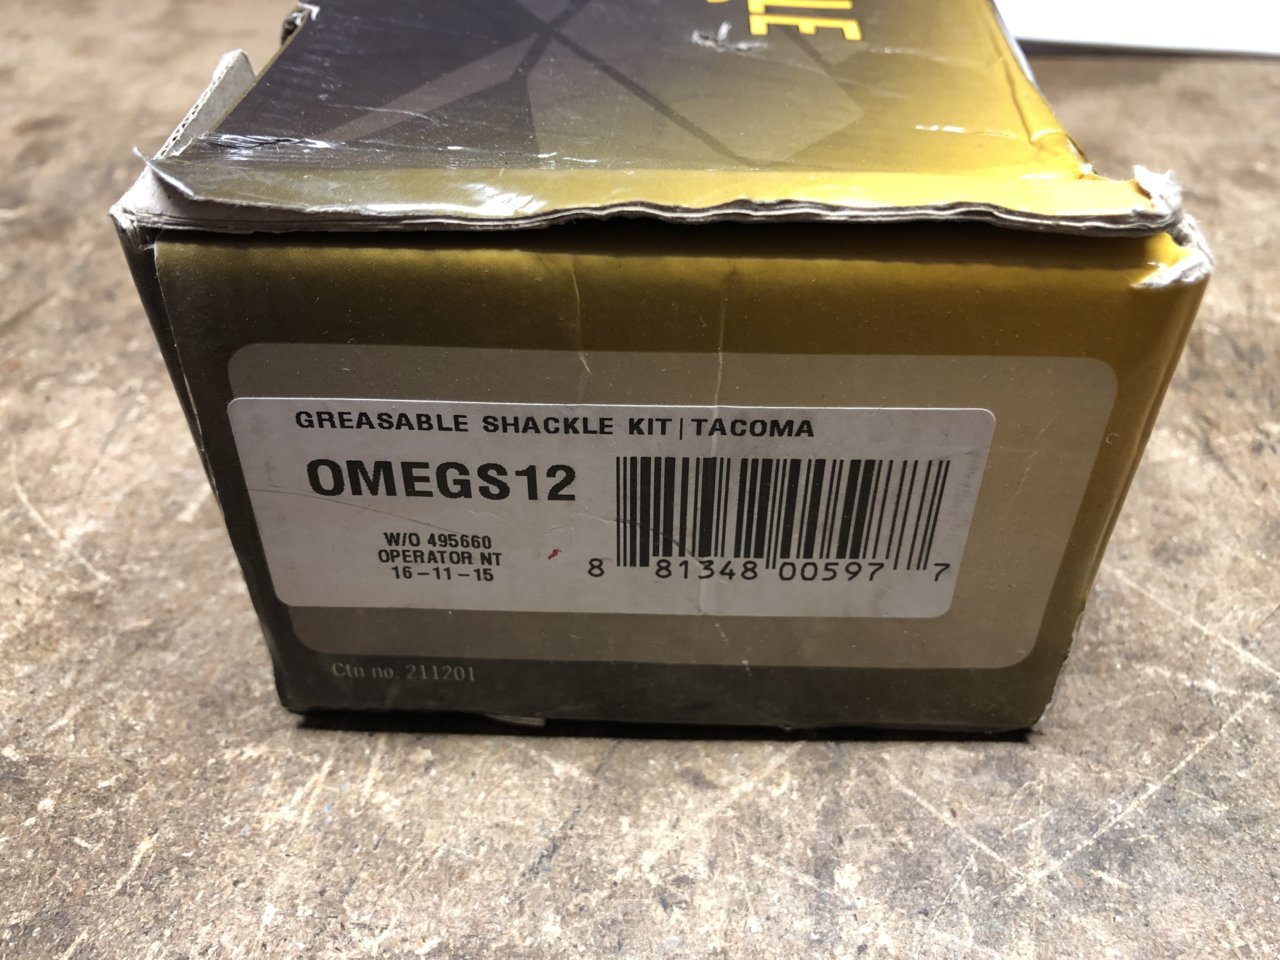 GREASABLE SHACKLE KIT|TACOMA
OMEGS12
W/O 495660
OPERATOR NT
16-11-15
8 81348 00597 7
Ctn no. 211201